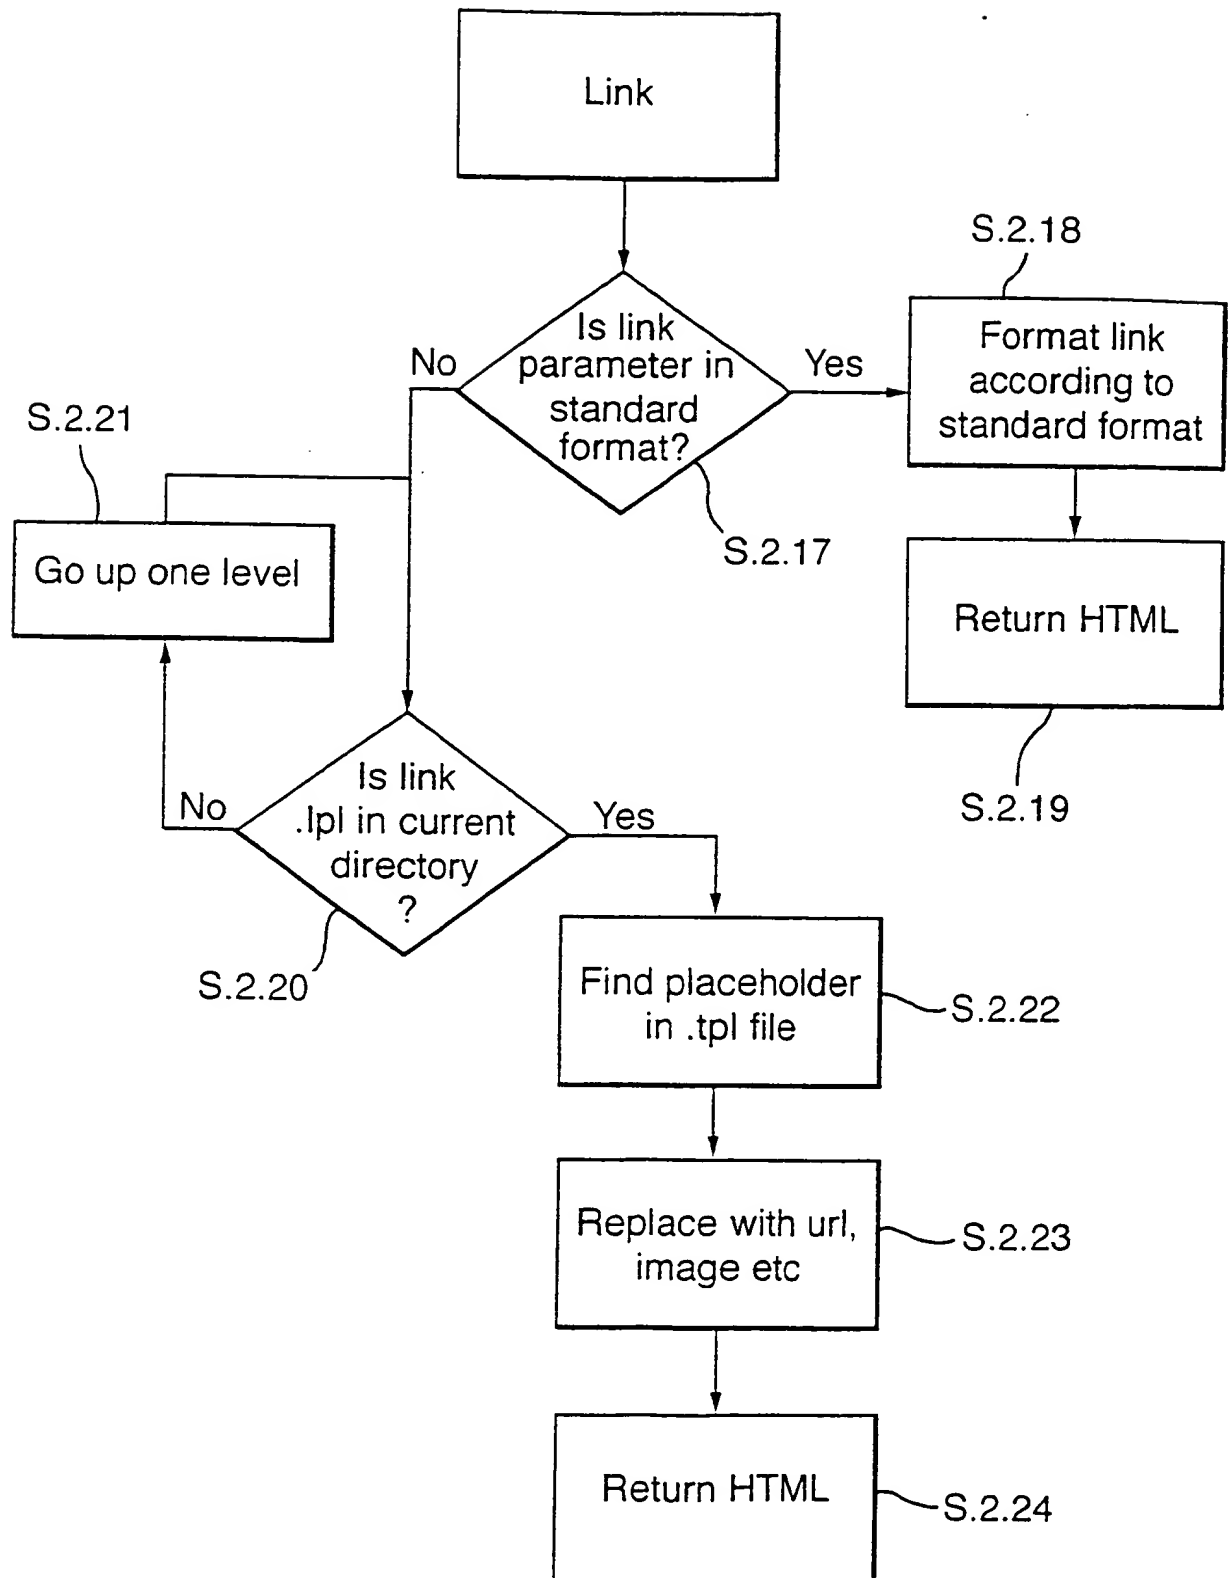 Link
S.2.18
Is link
parameter in
standard
format?
No
Yes
Format link
according to
standard format
S.2.21
S.2.17
Go up one level
Return HTML
S.2.19
Is link
.lpl in current
directory
?
No
Yes
S.2.20
Find placeholder
in .tpl file
S.2.22
Replace with url,
image etc
S.2.23
Return HTML
S.2.24